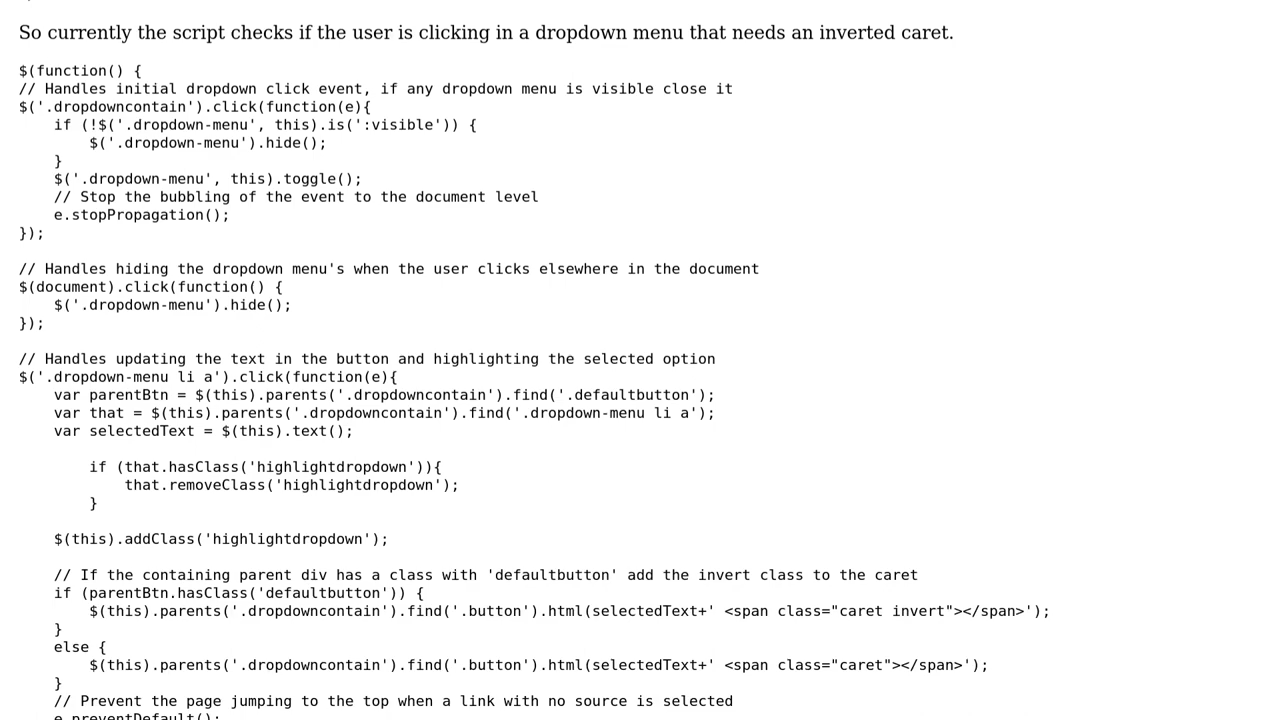 So currently the script checks if the user is clicking in a dropdown menu that needs an inverted caret.
$(function() {
// Handles initial dropdown click event, if any dropdown menu is visible close it
$('.dropdowncontain').click(function(e){
    if (!$('.dropdown-menu', this).is(':visible')) {
        $('.dropdown-menu').hide();
    }
    $('.dropdown-menu', this).toggle();
    // Stop the bubbling of the event to the document level
    e.stopPropagation();
});

// Handles hiding the dropdown menu's when the user clicks elsewhere in the document
$(document).click(function() {
    $('.dropdown-menu').hide();
});

// Handles updating the text in the button and highlighting the selected option
$('.dropdown-menu li a').click(function(e){
    var parentBtn = $(this).parents('.dropdowncontain').find('.defaultbutton');
    var that = $(this).parents('.dropdowncontain').find('.dropdown-menu li a');
    var selectedText = $(this).text();

        if (that.hasClass('highlightdropdown')){
            that.removeClass('highlightdropdown');
        }

    $(this).addClass('highlightdropdown');

    // If the containing parent div has a class with 'defaultbutton' add the invert class to the caret
    if (parentBtn.hasClass('defaultbutton')) {
        $(this).parents('.dropdowncontain').find('.button').html(selectedText+' <span class="caret invert"></span>');
    }
    else {
        $(this).parents('.dropdowncontain').find('.button').html(selectedText+' <span class="caret"></span>');
    }
    // Prevent the page jumping to the top when a link with no source is selected
    e.preventDefault();